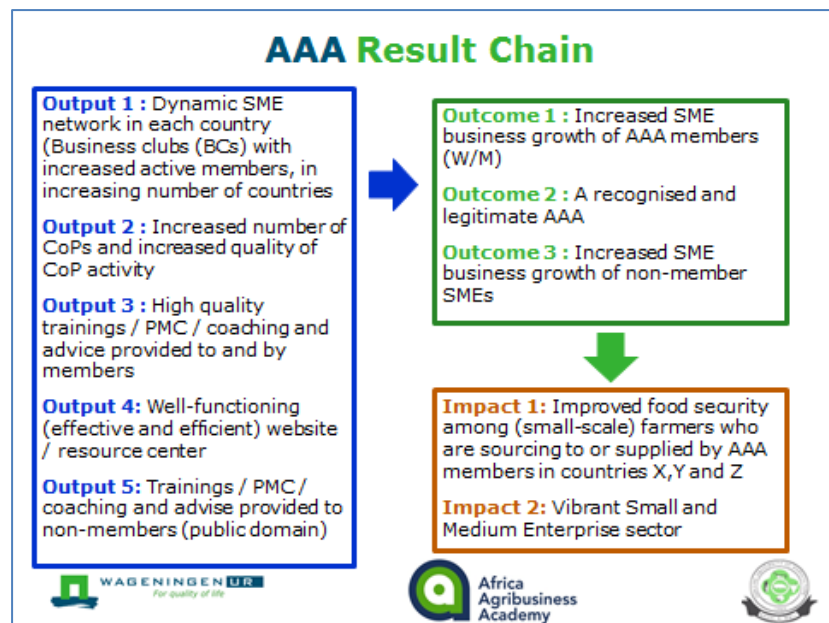 AAA Result Chain
Output 1 : Dynamic SME
network in each country
(Business clubs (BCs) with
increased active members, in
increasing number of countries
Output 2 : Increased number of
CoPs and increased quality of
CoP activity
Output 3 : High quality
trainings / PMC / coaching and
advice provided to and by
members
Output 4: Well-functioning
(effective and efficient) website
/ resource center
Output 5: Trainings / PMC /
coaching and advise provided to
non-members (public domain)
Outcome 1 : Increased SME
business growth of AAA members
(W/M)
Outcome 2 : A recognised and
legitimate AAA
Outcome 3 : Increased SME
business growth of non-member
SMEs
Impact 1: Improved food security
among (small-scale) farmers who
are sourcing to or supplied by AAA
members in countries X,Y and Z
Impact 2: Vibrant Small and
Medium Enterprise sector
WAGENINGEN UR
For quality of life
Africa
Agribusiness
Academy